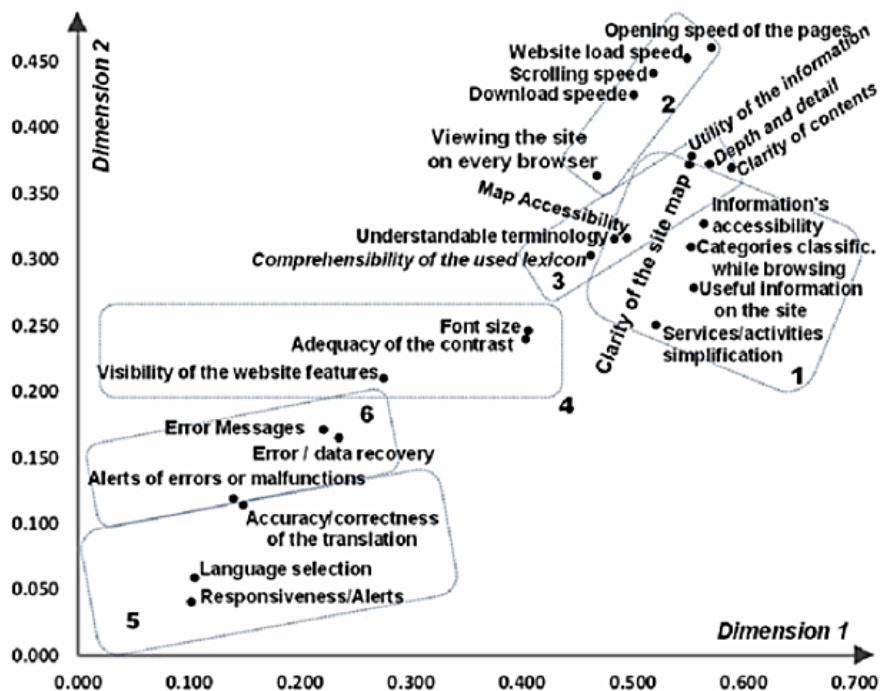 Dimension 2
0.450
0.400
0.350
0.300
0.250
0.200
0.150
0.100
0.050
0.000
Opening speed of the pages
Website load speed
Scrolling speed
Download speede
2
Utility of the information
Depth and detail
Clarity of contents
Viewing the site
on every browser
Map Accessibility
Clarity of the site map
Understandable terminology
Comprehensibility of the used lexicon
3
Information's
accessibility
Categories classific.
while browsing
Useful information
on the site
Services/activities
simplification
1
Font size
Adequacy of the contrast
Visibility of the website features
4
6
Error Messages
Error / data recovery
Alerts of errors or malfunctions
Accuracy/correctness
of the translation
Language selection
Responsiveness/Alerts
5
Dimension 1
0.000 0.100 0.200 0.300 0.400 0.500 0.600 0.700